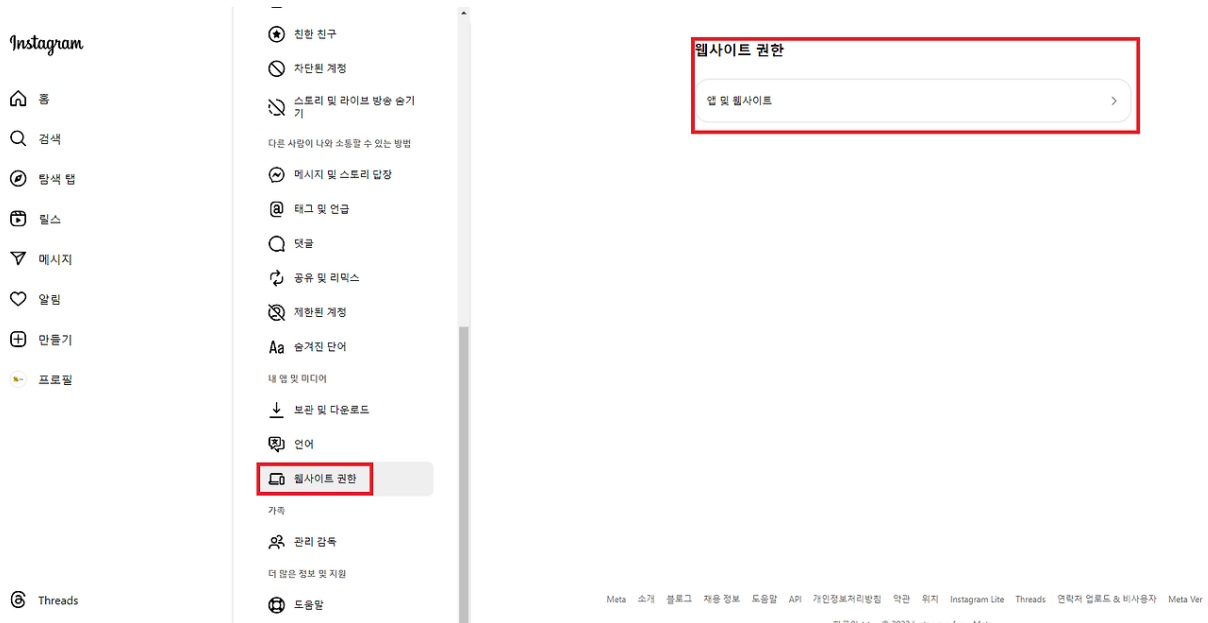 Instagram
홈
검색
탐색 탭
릴스
메시지
알림
만들기
프로필
Threads
친한 친구
차단된 계정
스토리 및 라이브 방송 숨기
기
다른 사람이 나와 소통할 수 있는 방법
메시지 및 스토리 답장
태그 및 언급
댓글
공유 및 리믹스
제한된 계정
Aa 숨겨진 단어
내 앱 및 미디어
보관 및 다운로드
언어
웹사이트 권한
가족
관리 감독
더 많은 정보 및 지원
도움말
웹사이트 권한
앱 및 웹사이트
Meta 소개 블로그 채용 정보 도움말 API 개인정보처리방침 약관 위치 Instagram Lite Threads 연락처 업로드 & 비사용자 Meta Ver